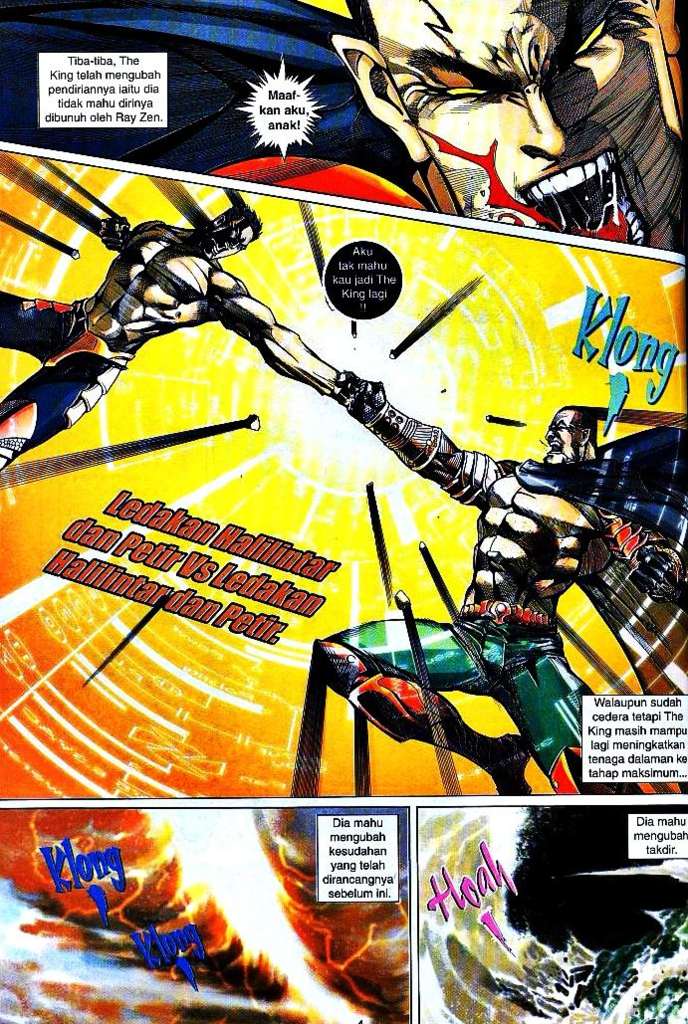 Tiba-tiba, The
King telah mengubah
pendiriannya iaitu dia
tidak mahu dirinya
dibunuh oleh Ray Zen.
Maaf-
kan aku,
anak!
Aku
tak mahu
kau jadi The
King lagi
!!
Klong
Ledakan Halilintar
dan Petir Vs Ledakan
Halilintar dan Petir.
Walaupun sudah
cedera tetapi The
King masih mampu
lagi meningkatkan
tenaga dalaman ke
tahap maksimum...
Klong
Klong
Dia mahu
mengubah
kesudahan
yang telah
dirancangnya
sebelum ini.
Hoah
Dia mahu
mengubah
takdir.